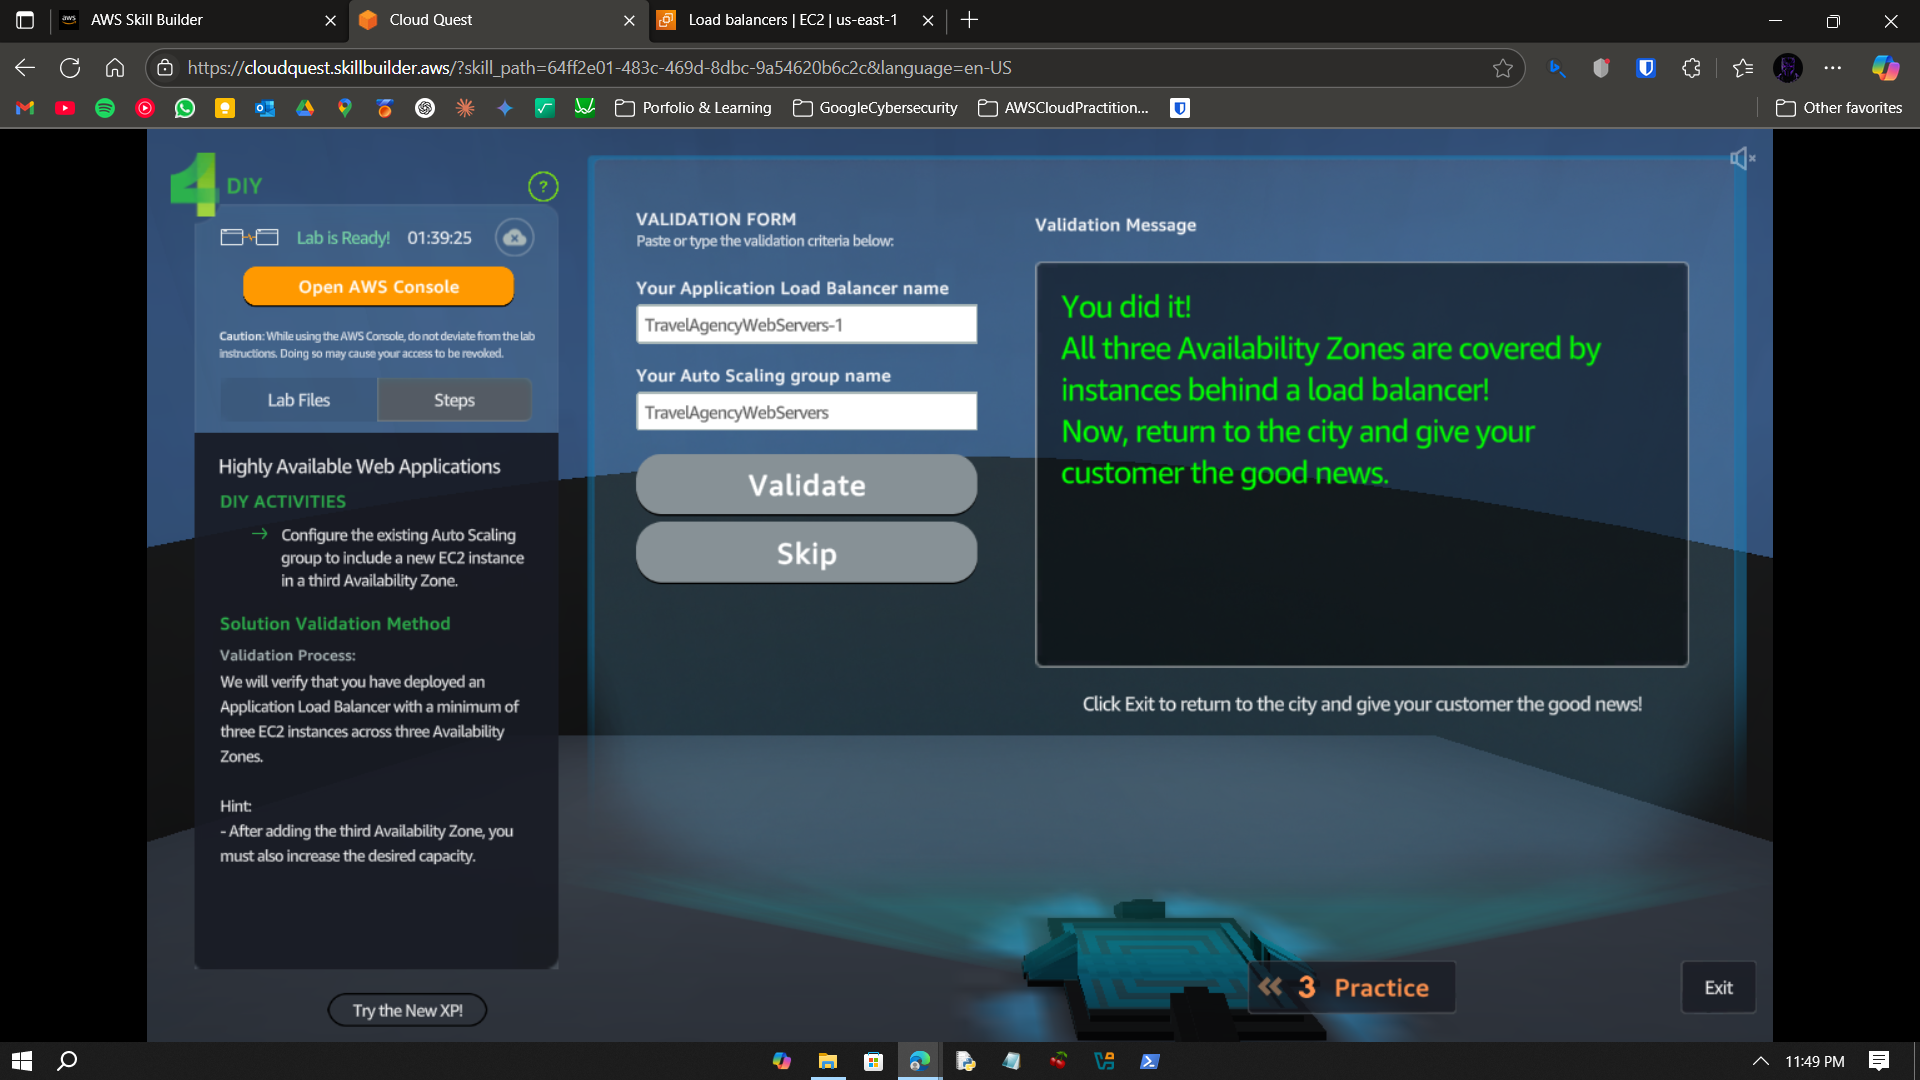 AWS Skill Builder
Cloud Quest
Load balancers | EC2 | us-east-1
https://cloudquest.skillbuilder.aws/?skill_path=64ff2e01-483c-469d-8dbc-9a54620b6c2c&language=en-US
Porfolio & Learning
GoogleCybersecurity
AWSCloudPractition...
Other favorites
4 DIY
?
Lab is Ready! 01:39:25
Open AWS Console
Caution: While using the AWS Console, do not deviate from the lab
instructions. Doing so may cause your access to be revoked.
Lab Files
Steps
Highly Available Web Applications
DIY ACTIVITIES
→ Configure the existing Auto Scaling
group to include a new EC2 instance
in a third Availability Zone.
Solution Validation Method
Validation Process:
We will verify that you have deployed an
Application Load Balancer with a minimum of
three EC2 instances across three Availability
Zones.
Hint:
- After adding the third Availability Zone, you
must also increase the desired capacity.
Try the New XP!
VALIDATION FORM
Paste or type the validation criteria below:
Your Application Load Balancer name
TravelAgencyWebServers-1
Your Auto Scaling group name
TravelAgencyWebServers
Validate
Skip
Validation Message
You did it!
All three Availability Zones are covered by
instances behind a load balancer!
Now, return to the city and give your
customer the good news.
Click Exit to return to the city and give your customer the good news!
3 Practice
Exit
11:49 PM